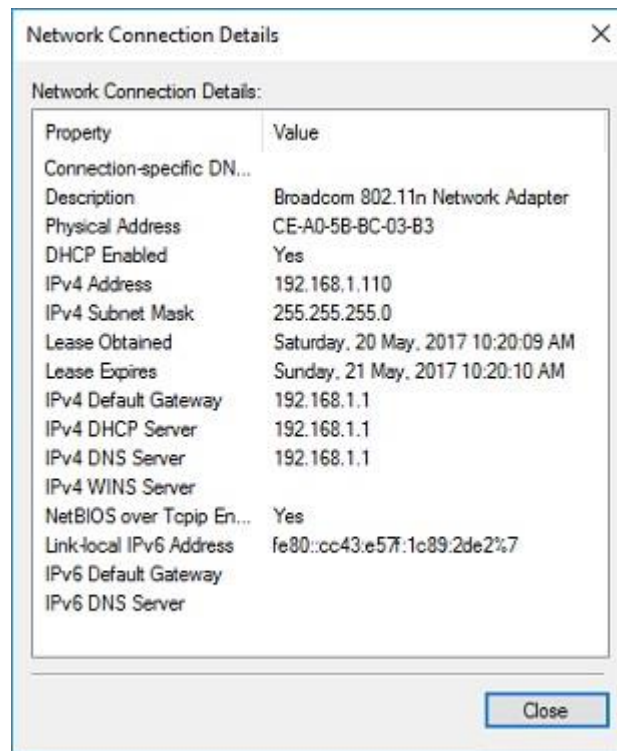 Network Connection Details
Network Connection Details:
Property Value
Connection-specific DN...
Description Broadcom 802.11n Network Adapter
Physical Address CE-A0-5B-BC-03-B3
DHCP Enabled Yes
IPv4 Address 192.168.1.110
IPv4 Subnet Mask 255.255.255.0
Lease Obtained Saturday, 20 May, 2017 10:20:09 AM
Lease Expires Sunday, 21 May, 2017 10:20:10 AM
IPv4 Default Gateway 192.168.1.1
IPv4 DHCP Server 192.168.1.1
IPv4 DNS Server 192.168.1.1
IPv4 WINS Server
NetBIOS over Tcpip En... Yes
Link-local IPv6 Address fe80::cc43:e57f:1c89:2de2%7
IPv6 Default Gateway
IPv6 DNS Server
Close